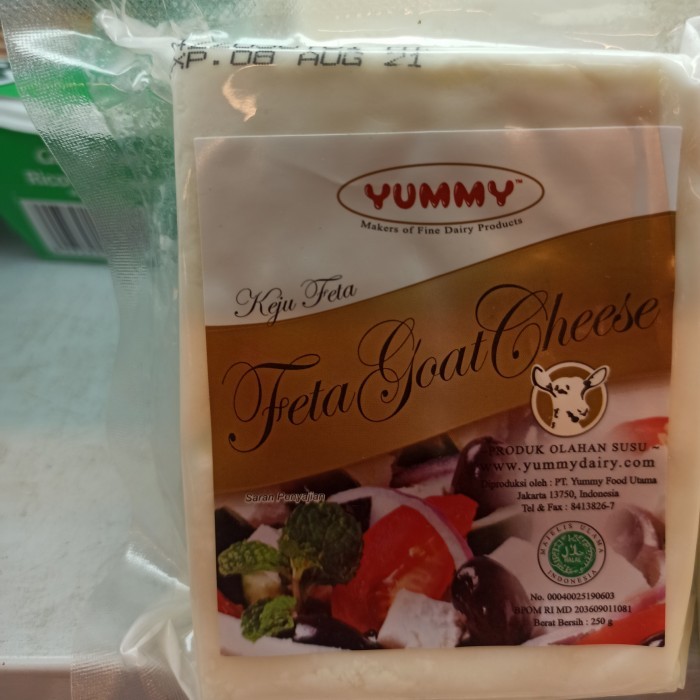 XP. 08 AUG 21
YUMMY™
Makers of Fine Dairy Products
Keju Feta
Feta Goat Cheese
~PRODUK OLAHAN SUSU ~
www.yummydairy.com
Diproduksi oleh : PT. Yummy Food Utama
Jakarta 13750, Indonesia
Tel & Fax : 8413826-7
Saran Penyajian
MAJELIS ULAMA
HALAL
INDONESIA
No. 00040025190603
BPOM RI MD 203609011081
Berat Bersih : 250 g